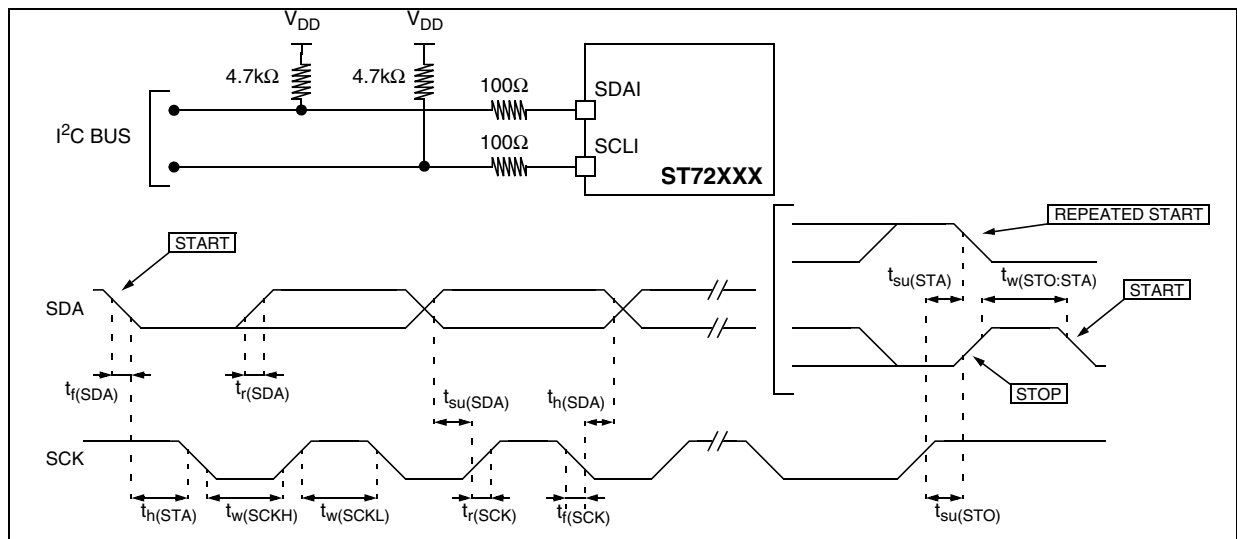 VDD VDD
4.7kΩ 4.7kΩ
100Ω
SDAI
I2C BUS
100Ω
SCLI
ST72XXX
REPEATED START
START
tsu(STA)
tw(STO:STA)
START
SDA
tf(SDA)
tr(SDA)
tsu(SDA)
th(SDA)
STOP
SCK
th(STA)
tw(SCKH)
tw(SCKL)
tr(SCK)
tf(SCK)
tsu(STO)